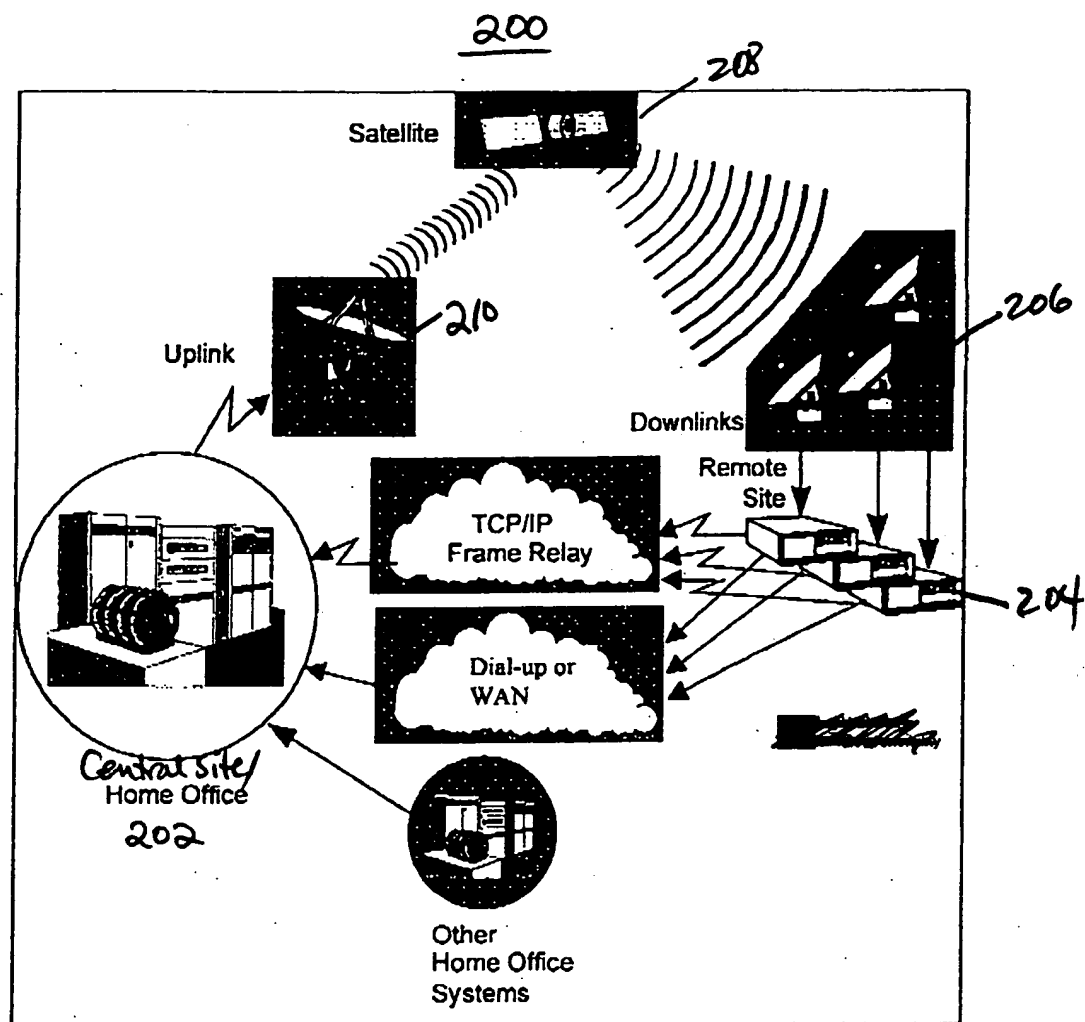 200
208
Satellite
210
206
Uplink
Downlinks
Remote
Site
TCP/IP
Frame Relay
204
Dial-up or
WAN
Central Site/
Home Office
202
Other
Home Office
Systems